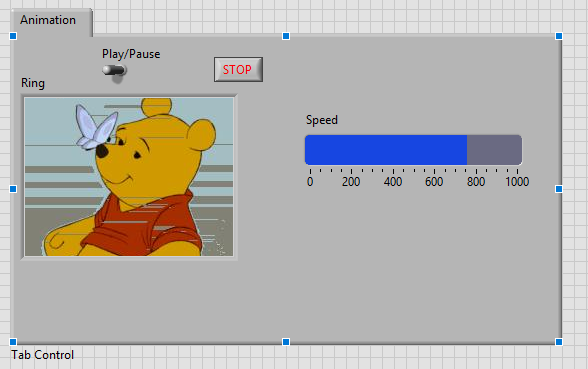 Animation
Play/Pause
STOP
Ring
Speed
0 200 400 600 800 1000
Tab Control